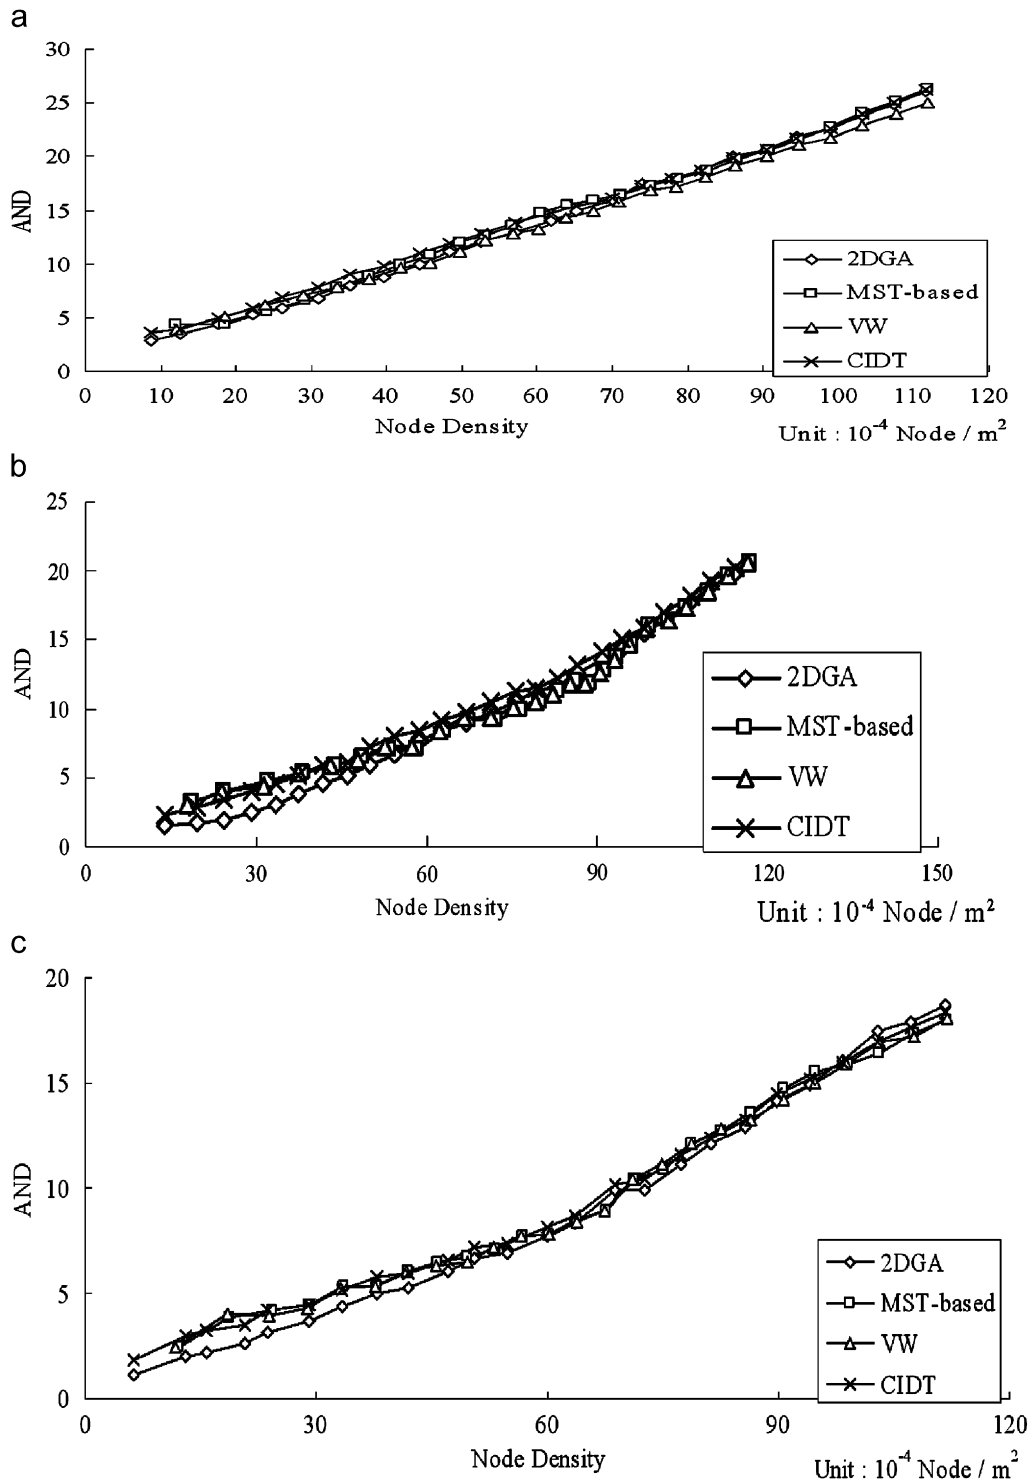 a
30
25
20
15
10
5
0
AND
0 10 20 30 40 50 60 70 80 90 100 110 120
Node Density
Unit : 10⁻⁴ Node / m²
2DGA
MST-based
VW
CIDT
b
25
20
15
10
5
0
AND
0 30 60 90 120 150
Node Density
Unit : 10⁻⁴ Node / m²
2DGA
MST-based
VW
CIDT
c
20
15
10
5
0
AND
0 30 60 90 120
Node Density
Unit : 10⁻⁴ Node / m²
2DGA
MST-based
VW
CIDT